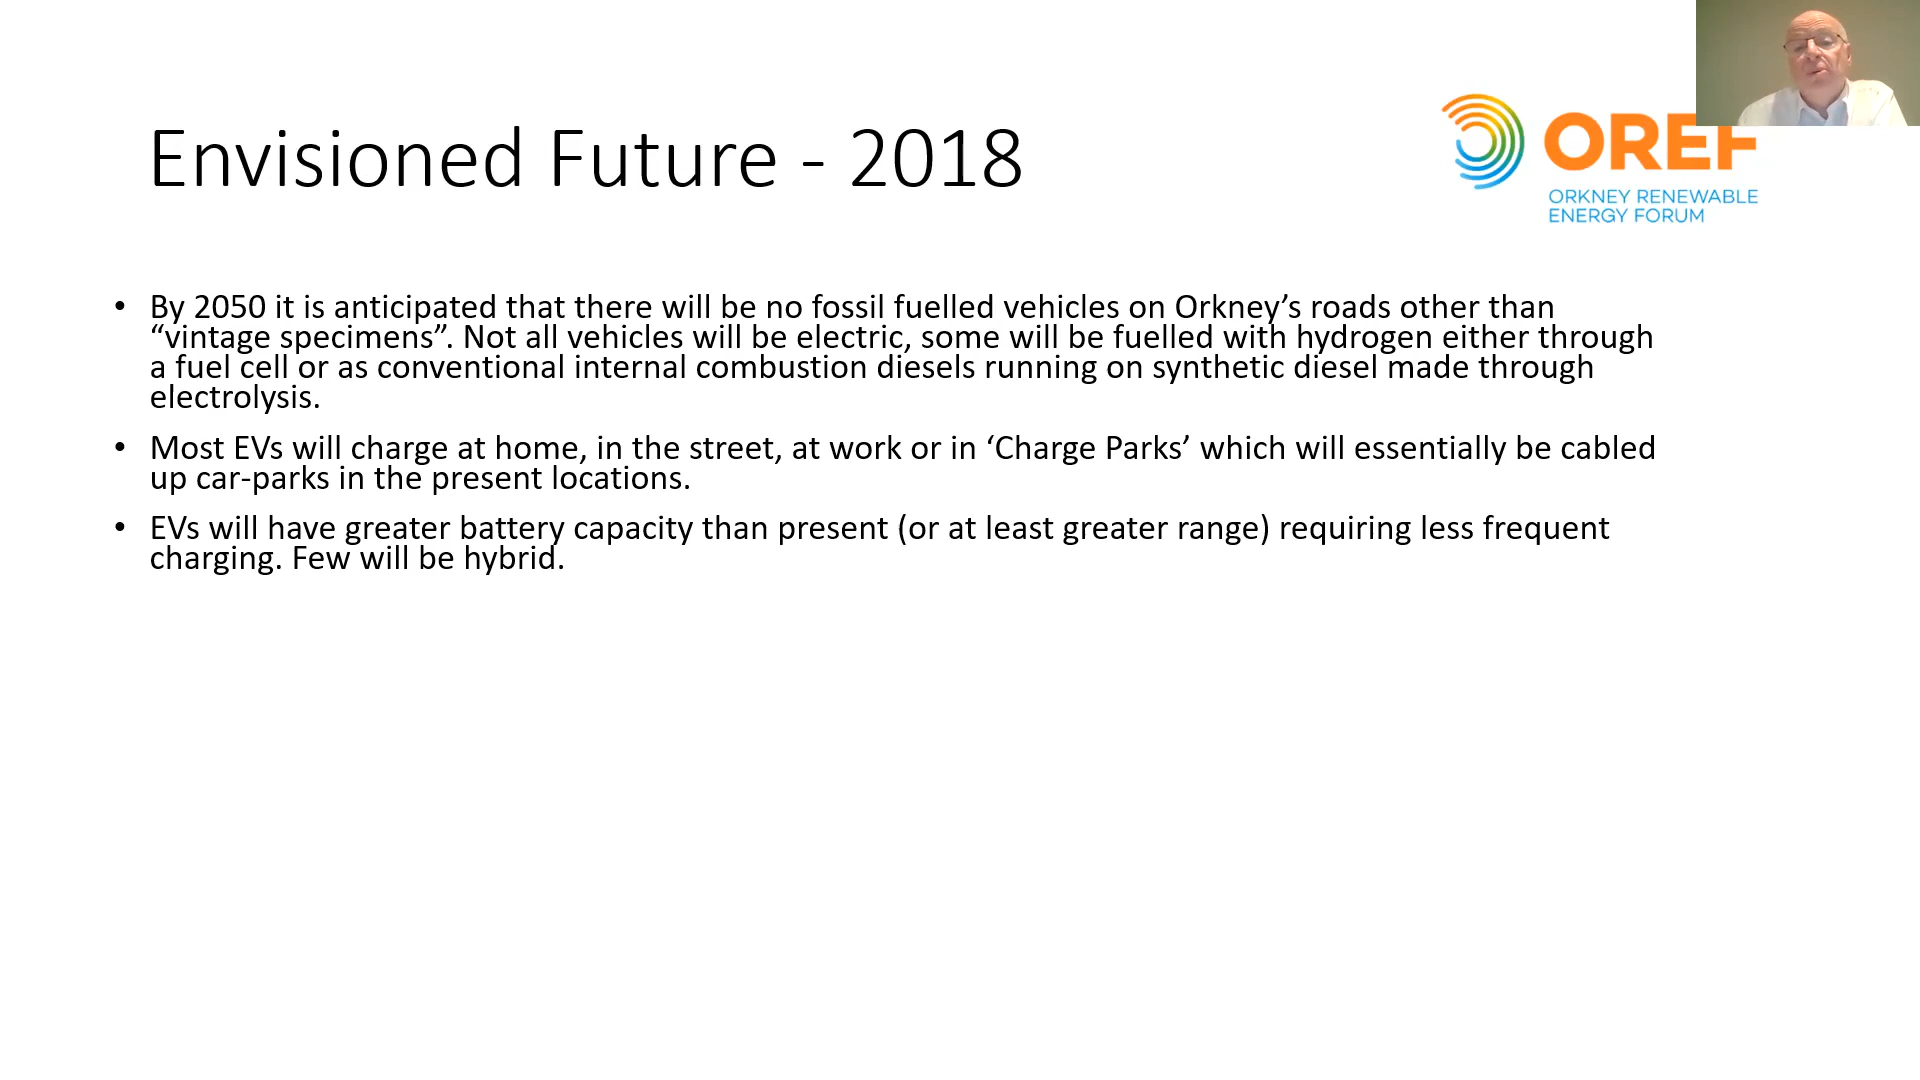 Envisioned Future - 2018
OREF
ORKNEY RENEWABLE
ENERGY FORUM
• By 2050 it is anticipated that there will be no fossil fuelled vehicles on Orkney’s roads other than
“vintage specimens”. Not all vehicles will be electric, some will be fuelled with hydrogen either through
a fuel cell or as conventional internal combustion diesels running on synthetic diesel made through
electrolysis.
• Most EVs will charge at home, in the street, at work or in ‘Charge Parks’ which will essentially be cabled
up car-parks in the present locations.
• EVs will have greater battery capacity than present (or at least greater range) requiring less frequent
charging. Few will be hybrid.